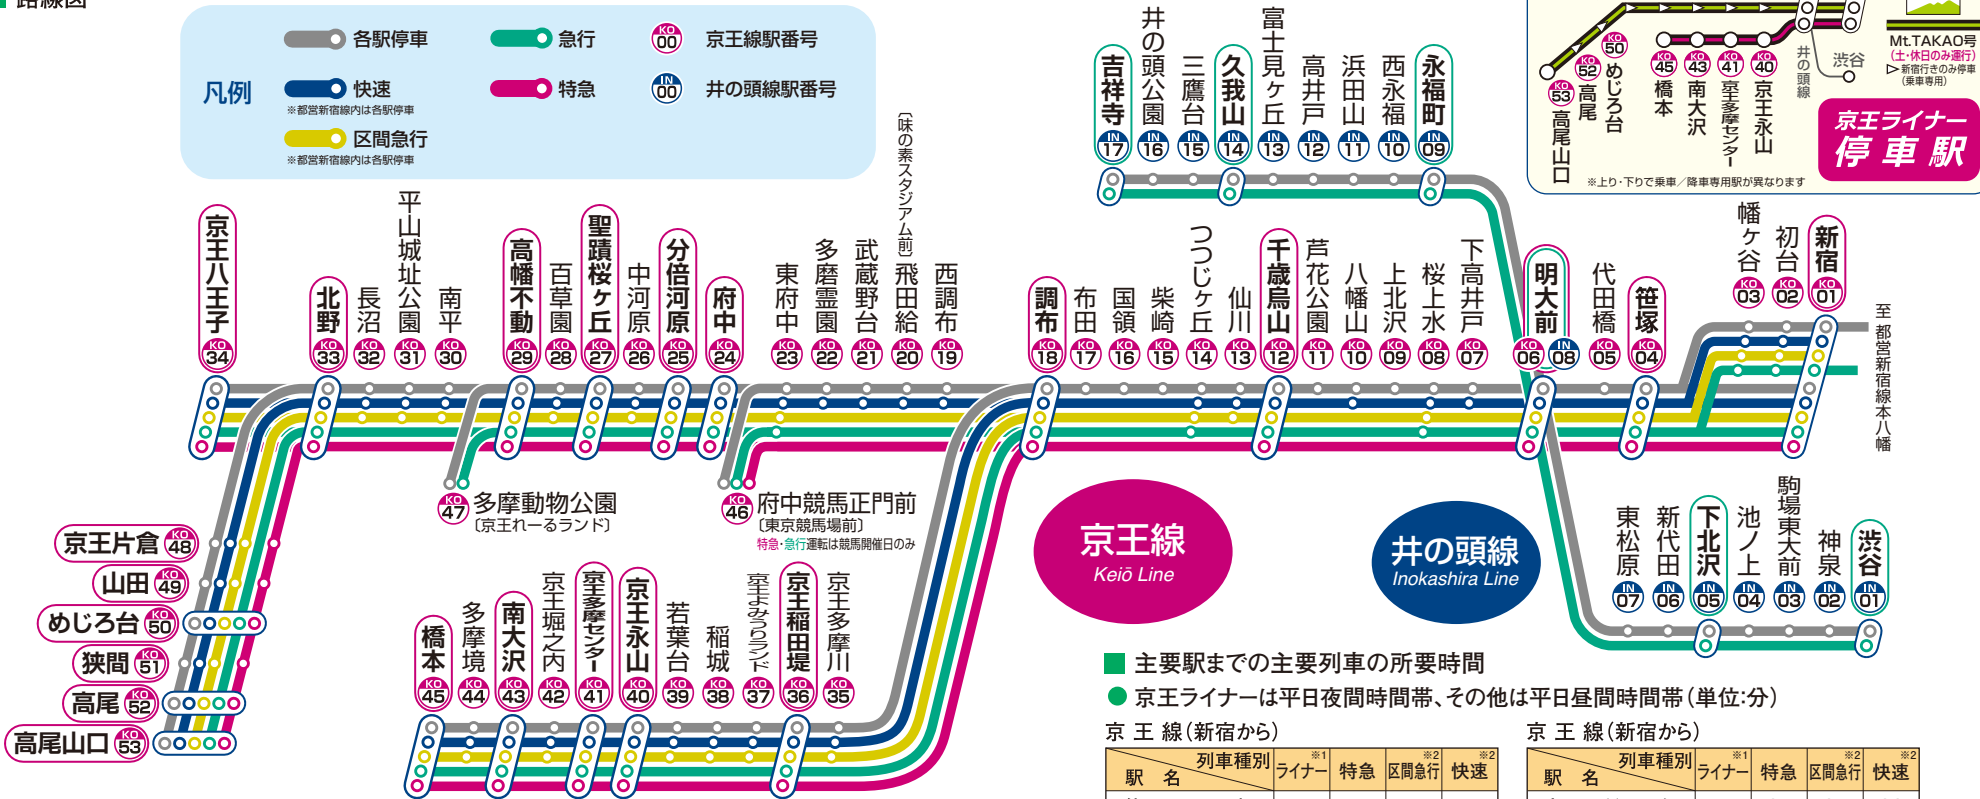 路線図
凡例
各駅停車
快速
※都営新宿線内は各駅停車
区間急行
※都営新宿線内は各駅停車
急行
特急
KO 00 京王線駅番号
IN 00 井の頭線駅番号
吉祥寺 IN 17
井の頭公園 IN 16
三鷹台 IN 15
久我山 IN 14
富士見ヶ丘 IN 13
高井戸 IN 12
浜田山 IN 11
西永福 IN 10
永福町 IN 09
KO 53 高尾山口
KO 52 高尾
KO 50 めじろ台
KO 45 橋本
KO 43 南大沢
KO 41 京王多摩センター
KO 40 京王永山
井の頭線
渋谷
Mt.TAKAO号
(土・休日のみ運行)
▷新宿行きのみ停車
(乗車専用)
京王ライナー
停車駅
※上り・下りで乗車/降車専用駅が異なります
京王八王子 KO 34
北野 KO 33
長沼 KO 32
平山城址公園 KO 31
南平 KO 30
高幡不動 KO 29
百草園 KO 28
聖蹟桜ヶ丘 KO 27
中河原 KO 26
分倍河原 KO 25
府中 KO 24
東府中 KO 23
多磨霊園 KO 22
武蔵野台 KO 21
〔味の素スタジアム前〕飛田給 KO 20
西調布 KO 19
調布 KO 18
布田 KO 17
国領 KO 16
柴崎 KO 15
つつじヶ丘 KO 14
仙川 KO 13
千歳烏山 KO 12
芦花公園 KO 11
八幡山 KO 10
上北沢 KO 09
桜上水 KO 08
下高井戸 KO 07
明大前 KO 06 IN 08
代田橋 KO 05
笹塚 KO 04
幡ヶ谷 KO 03
初台 KO 02
新宿 KO 01
至 都営新宿線本八幡
KO 47 多摩動物公園
〔京王れーるランド〕
KO 46 府中競馬正門前
〔東京競馬場前〕
特急・急行運転は競馬開催日のみ
京王片倉 KO 48
山田 KO 49
めじろ台 KO 50
狭間 KO 51
高尾 KO 52
高尾山口 KO 53
橋本 KO 45
多摩境 KO 44
南大沢 KO 43
京王堀之内 KO 42
京王多摩センター KO 41
京王永山 KO 40
若葉台 KO 39
稲城 KO 38
京王よみうりランド KO 37
京王稲田堤 KO 36
京王多摩川 KO 35
京王線
Keiō Line
井の頭線
Inokashira Line
東松原 IN 07
新代田 IN 06
下北沢 IN 05
池ノ上 IN 04
駒場東大前 IN 03
神泉 IN 02
渋谷 IN 01
主要駅までの主要列車の所要時間
京王ライナーは平日夜間時間帯、その他は平日昼間時間帯(単位:分)
京王線(新宿から)
列車種別 駅名 ※1 ライナー 特急 ※2 区間急行 ※2 快速
京王線(新宿から)
列車種別 駅名 ※1 ライナー 特急 ※2 区間急行 ※2 快速